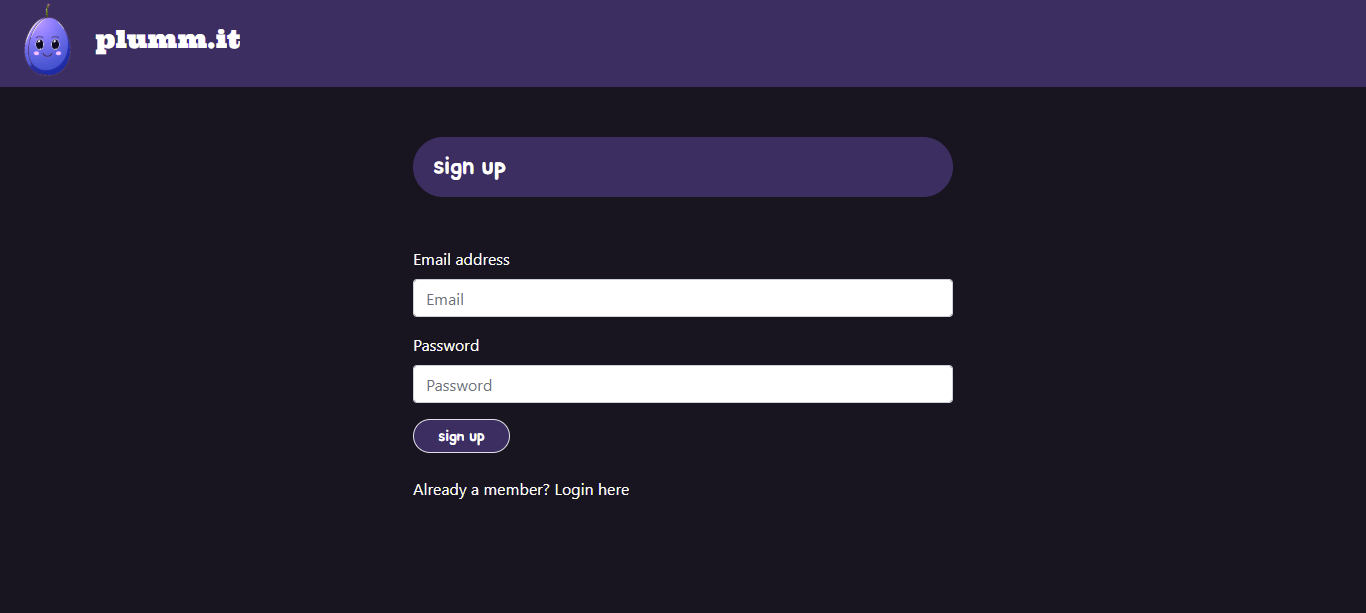 plumm.it
sign up
Email address
Email
Password
Password
sign up
Already a member? Login here